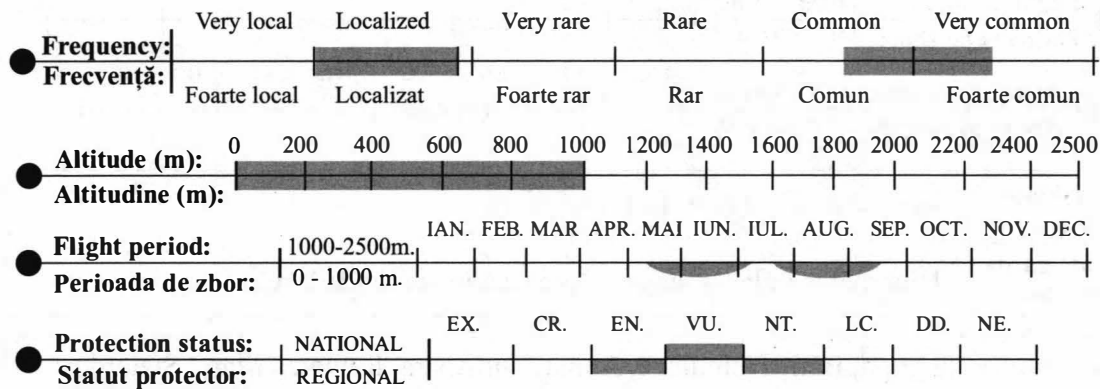 Very local Localized Very rare Rare Common Very common
Frequency:
Frecvență:
Foarte local Localizat Foarte rar Rar Comun Foarte comun
0 200 400 600 800 1000 1200 1400 1600 1800 2000 2200 2400 2500
Altitude (m):
Altitudine (m):
IAN. FEB. MAR APR. MAI IUN. IUL. AUG. SEP. OCT. NOV. DEC.
Flight period: 1000-2500m.
Perioada de zbor: 0 - 1000 m.
EX. CR. EN. VU. NT. LC. DD. NE.
Protection status: NATIONAL
Statut protector: REGIONAL